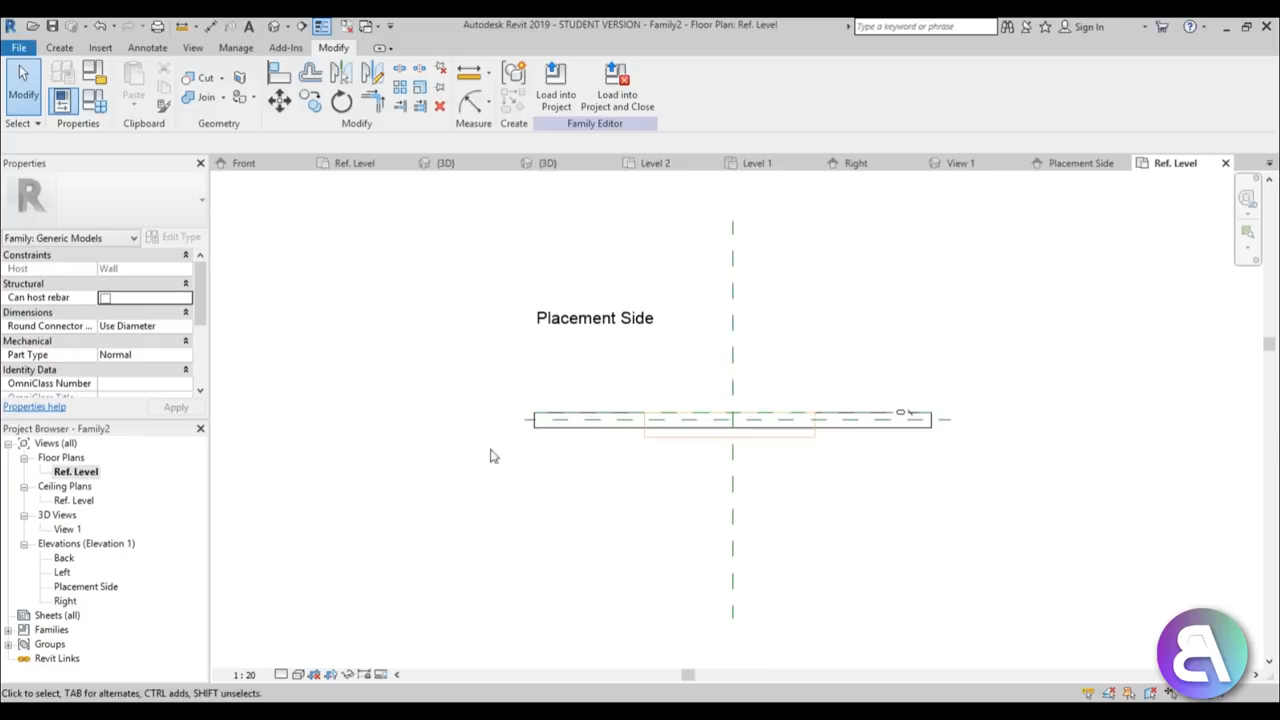 Autodesk Revit 2019 - STUDENT VERSION - Family2 - Floor Plan: Ref. Level
Type a keyword or phrase
Sign In
File Create Insert Annotate View Manage Add-Ins Modify
Modify
Paste
Cut
Join
Load into Project
Load into Project and Close
Select Properties Clipboard Geometry Modify Measure Create Family Editor
Properties
Front Ref. Level (3D) (3D) Level 2 Level 1 Right View 1 Placement Side Ref. Level
Family: Generic Models
Edit Type
Constraints
Host Wall
Structural
Can host rebar
Dimensions
Round Connector ... Use Diameter
Mechanical
Part Type Normal
Identity Data
OmniClass Number
OmniClass Title
Properties help Apply
Project Browser - Family2
Views (all)
Floor Plans
Ref. Level
Ceiling Plans
Ref. Level
3D Views
View 1
Elevations (Elevation 1)
Back
Left
Placement Side
Right
Sheets (all)
Families
Groups
Revit Links
Placement Side
1 : 20
Click to select, TAB for alternates, CTRL adds, SHIFT unselects.